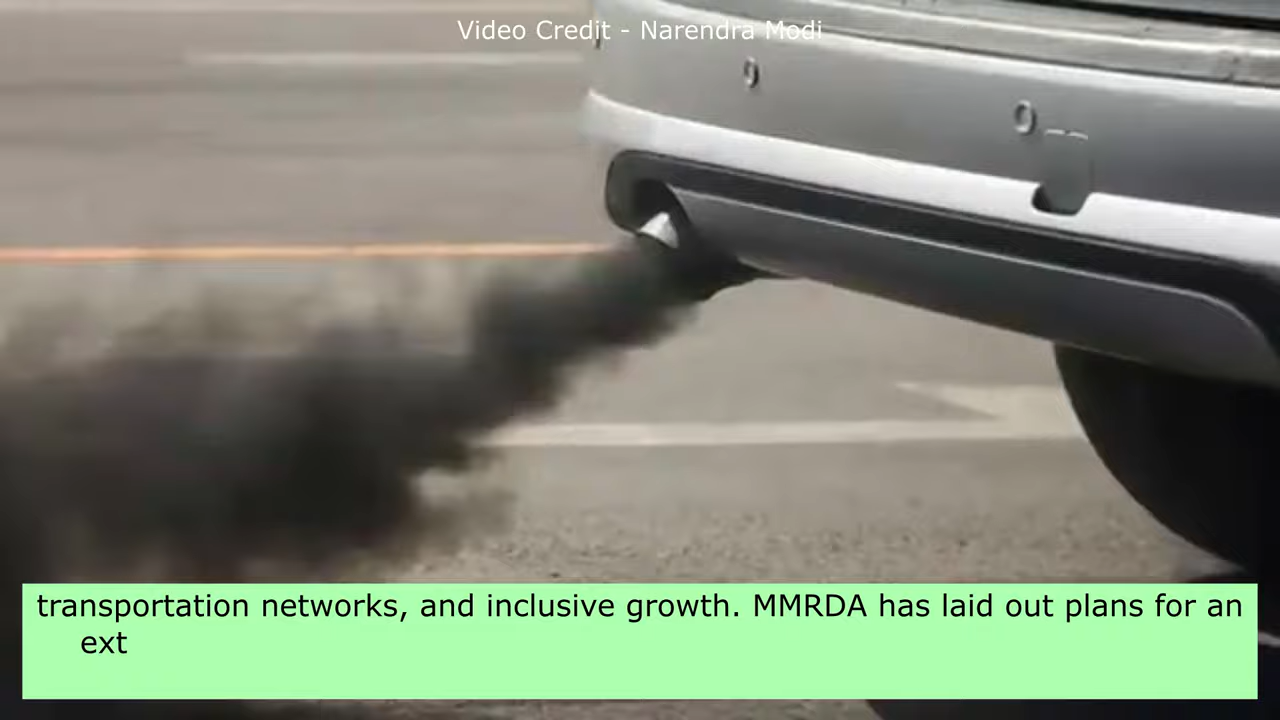 Video Credit - Narendra Modi
transportation networks, and inclusive growth. MMRDA has laid out plans for an
ext